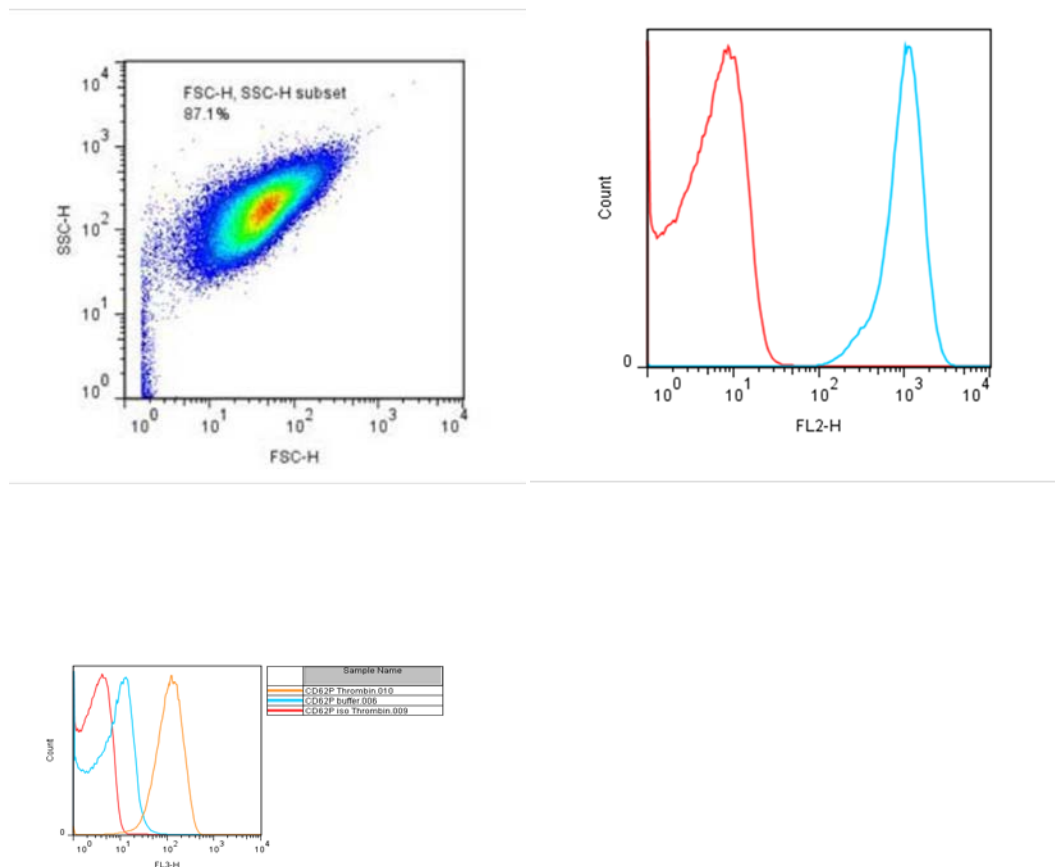 FSC-H, SSC-H subset
87.1%
SSC-H
10^4
10^3
10^2
10^1
10^0
10^0 10^1 10^2 10^3 10^4
FSC-H
Count
0
10^0 10^1 10^2 10^3 10^4
FL2-H
Count
0
10^0 10^1 10^2 10^3 10^4
FL3-H
Sample Name
CD62P Thrombin.010
CD62P buffer.006
CD62P iso Thrombin.009